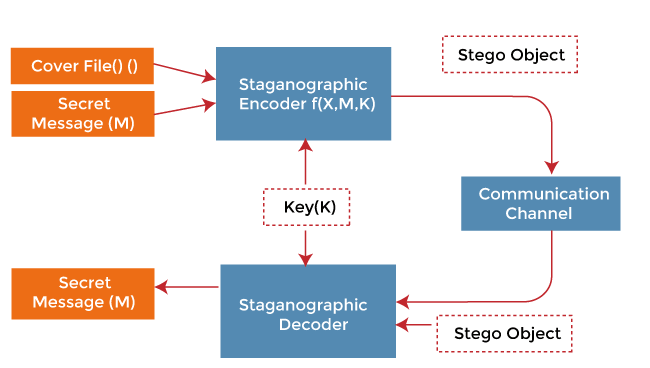 Cover File() ()
Secret
Message (M)
Staganographic
Encoder f(X,M,K)
Stego Object
Key(K)
Communication
Channel
Secret
Message (M)
Staganographic
Decoder
Stego Object